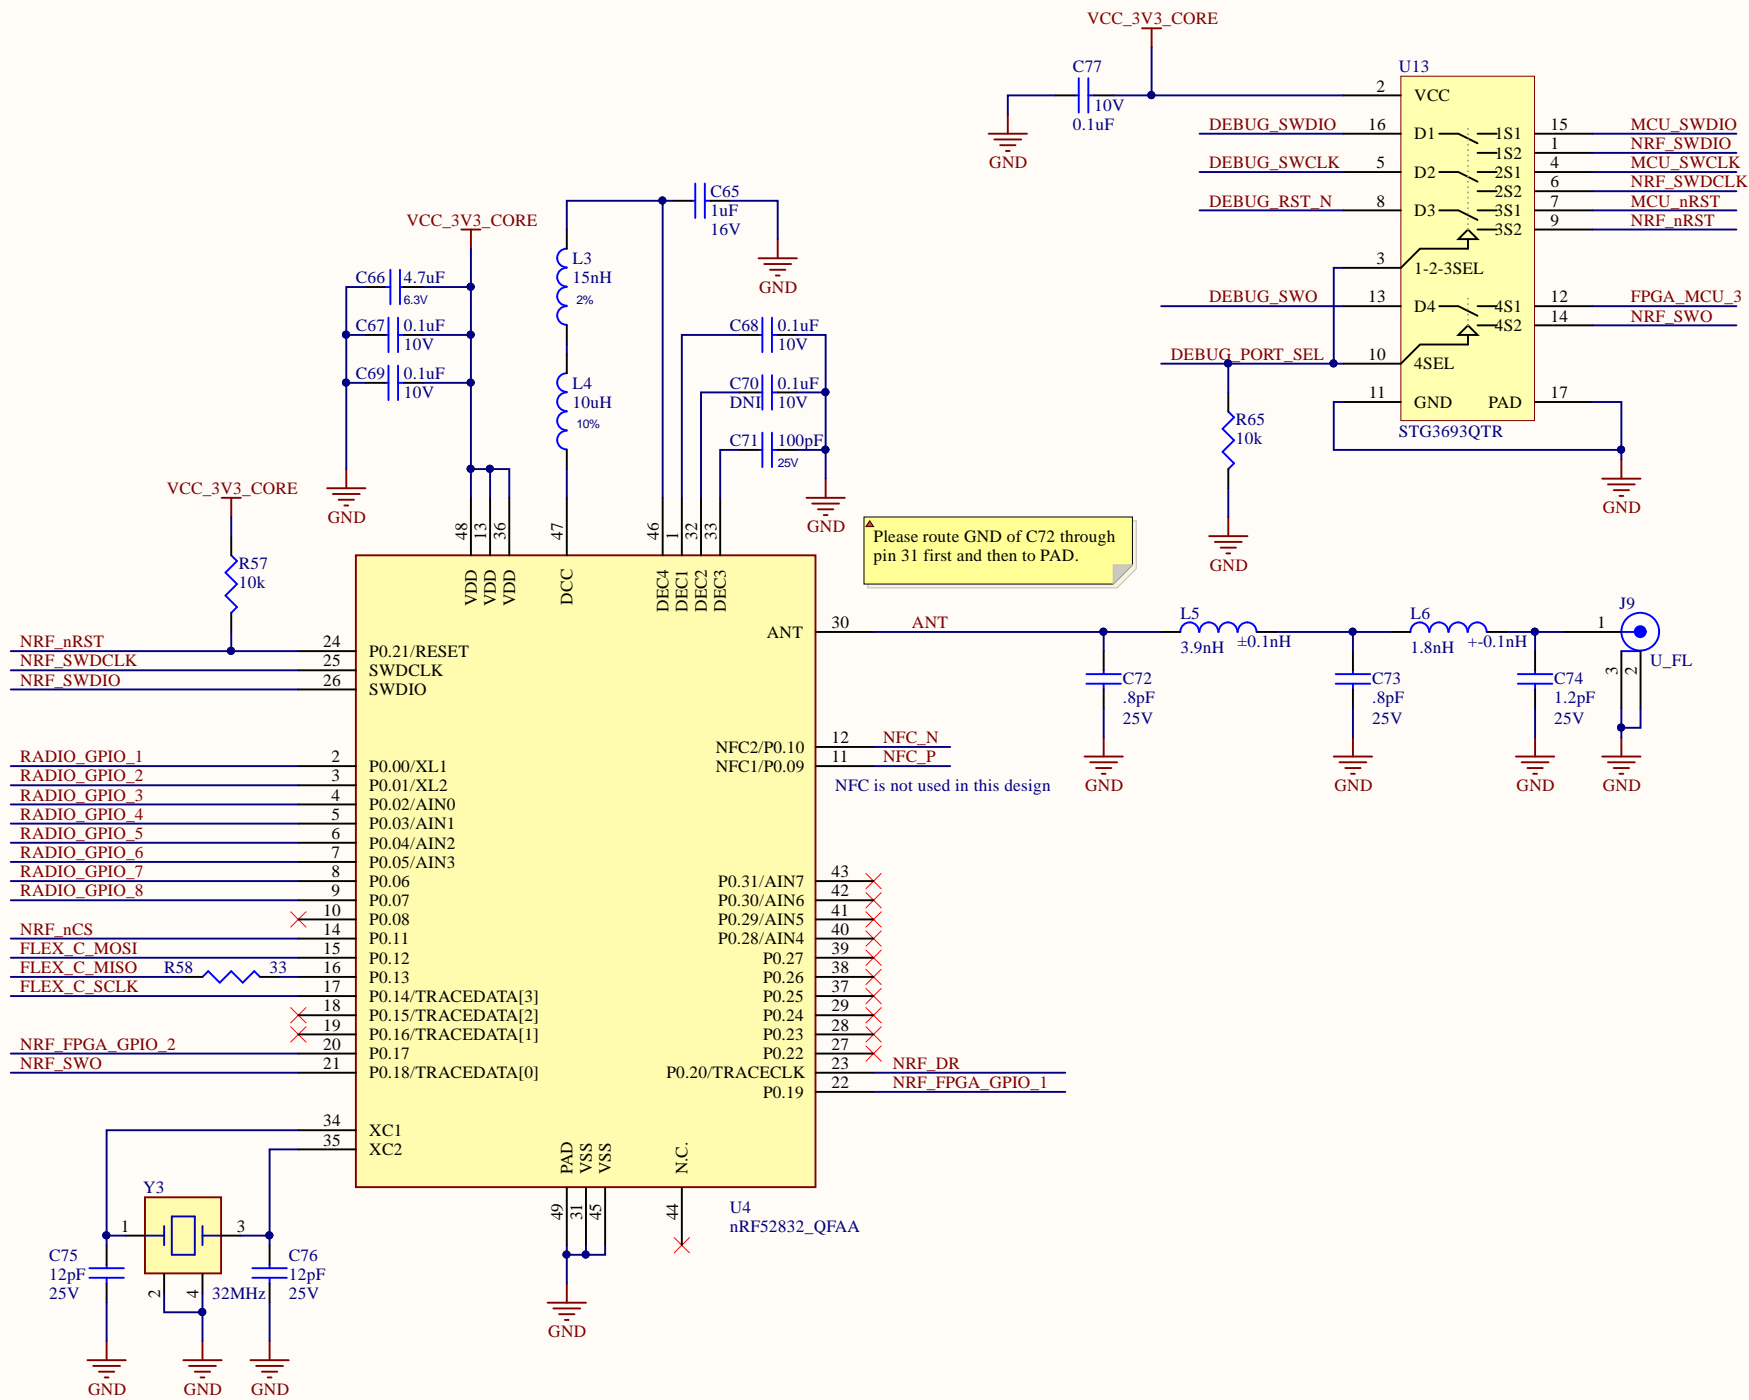 VCC_3V3_CORE
C77
10V
0.1uF
GND
U13
2
VCC
DEBUG_SWDIO
16
D1
1S1
15
MCU_SWDIO
1S2
1
NRF_SWDIO
DEBUG_SWCLK
5
D2
2S1
4
MCU_SWCLK
2S2
6
NRF_SWDCLK
DEBUG_RST_N
8
D3
3S1
7
MCU_nRST
3S2
9
NRF_nRST
3
1-2-3SEL
DEBUG_SWO
13
D4
4S1
12
FPGA_MCU_3
4S2
14
NRF_SWO
DEBUG_PORT_SEL
10
4SEL
11
GND
PAD
17
STG3693QTR
R65
10k
GND
GND
VCC_3V3_CORE
C66
4.7uF
6.3V
C67
0.1uF
10V
C69
0.1uF
10V
GND
C65
1uF
16V
GND
L3
15nH
2%
L4
10uH
10%
C68
0.1uF
10V
C70
0.1uF
DNI
10V
C71
100pF
25V
GND
VCC_3V3_CORE
R57
10k
48
13
36
47
46
1
32
33
VDD
VDD
VDD
DCC
DEC4
DEC1
DEC2
DEC3
Please route GND of C72 through
pin 31 first and then to PAD.
ANT
30
ANT
L5
3.9nH
±0.1nH
L6
1.8nH
+-0.1nH
J9
1
U_FL
3
2
C72
.8pF
25V
GND
C73
.8pF
25V
GND
C74
1.2pF
25V
GND
GND
NRF_nRST
24
P0.21/RESET
NRF_SWDCLK
25
SWDCLK
NRF_SWDIO
26
SWDIO
NFC2/P0.10
12
NFC_N
NFC1/P0.09
11
NFC_P
NFC is not used in this design
RADIO_GPIO_1
2
P0.00/XL1
RADIO_GPIO_2
3
P0.01/XL2
RADIO_GPIO_3
4
P0.02/AIN0
RADIO_GPIO_4
5
P0.03/AIN1
RADIO_GPIO_5
6
P0.04/AIN2
RADIO_GPIO_6
7
P0.05/AIN3
RADIO_GPIO_7
8
P0.06
RADIO_GPIO_8
9
P0.07
10
P0.08
NRF_nCS
14
P0.11
FLEX_C_MOSI
15
P0.12
FLEX_C_MISO
R58
33
16
P0.13
FLEX_C_SCLK
17
P0.14/TRACEDATA[3]
18
P0.15/TRACEDATA[2]
19
P0.16/TRACEDATA[1]
NRF_FPGA_GPIO_2
20
P0.17
NRF_SWO
21
P0.18/TRACEDATA[0]
P0.31/AIN7
43
P0.30/AIN6
42
P0.29/AIN5
41
P0.28/AIN4
40
P0.27
39
P0.26
38
P0.25
37
P0.24
29
P0.23
28
P0.22
27
P0.20/TRACECLK
23
NRF_DR
P0.19
22
NRF_FPGA_GPIO_1
34
XC1
35
XC2
PAD
VSS
VSS
N.C.
49
31
45
44
U4
nRF52832_QFAA
GND
Y3
1
3
2
4
32MHz
C75
12pF
25V
C76
12pF
25V
GND
GND
GND